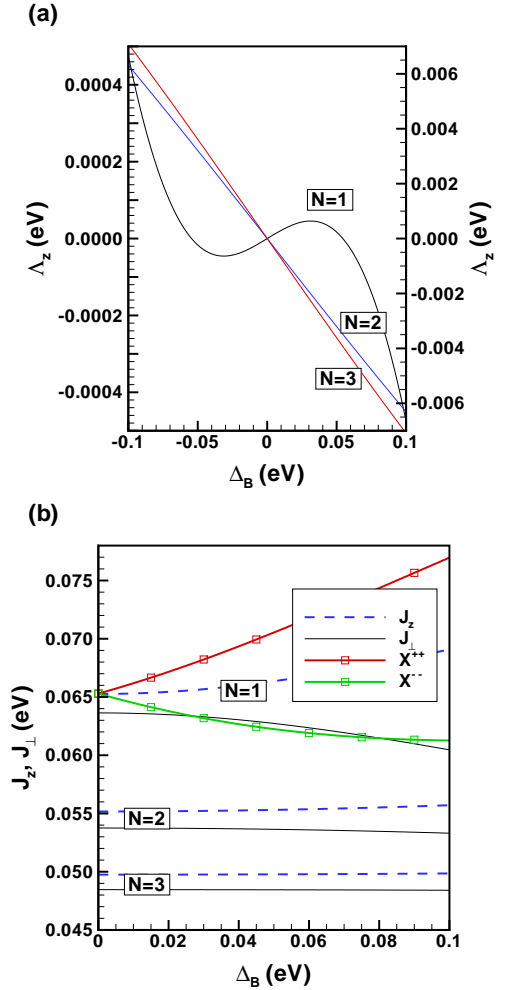 (a)
0.0004
0.0002
0.0000
-0.0002
-0.0004
Λz (eV)
0.006
0.004
0.002
0.000
-0.002
-0.004
-0.006
Λz (eV)
N=1
N=2
N=3
-0.1
-0.05
0
0.05
0.1
ΔB (eV)
(b)
0.075
0.070
0.065
0.060
0.055
0.050
0.045
Jz, J⊥ (eV)
Jz
J⊥
X++
X--
N=1
N=2
N=3
0
0.02
0.04
0.06
0.08
0.1
ΔB (eV)